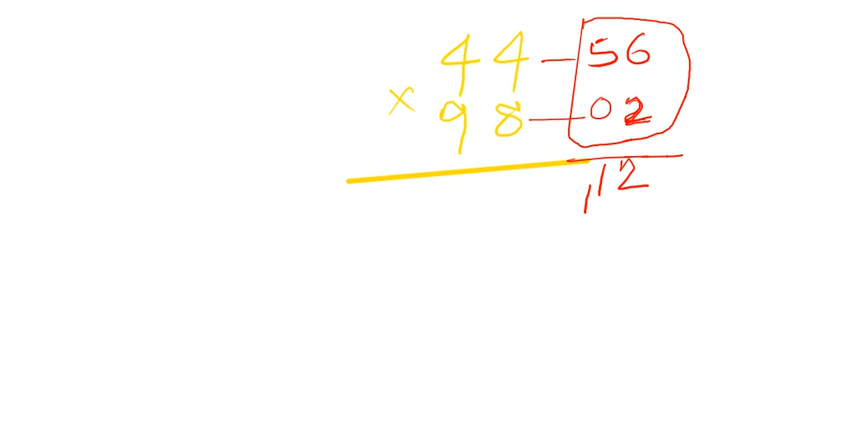 44 — 56
× 98 — 02
112